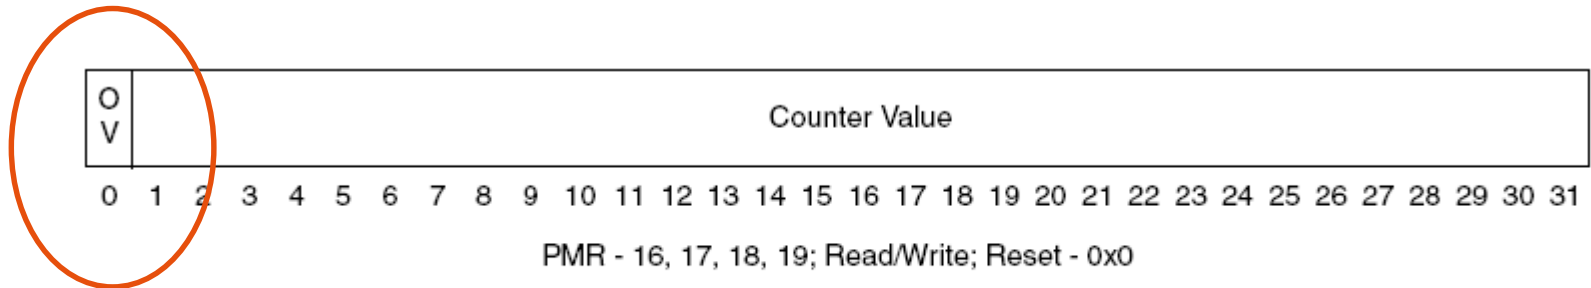 O
V
Counter Value
0 1 2 3 4 5 6 7 8 9 10 11 12 13 14 15 16 17 18 19 20 21 22 23 24 25 26 27 28 29 30 31
PMR - 16, 17, 18, 19; Read/Write; Reset - 0x0